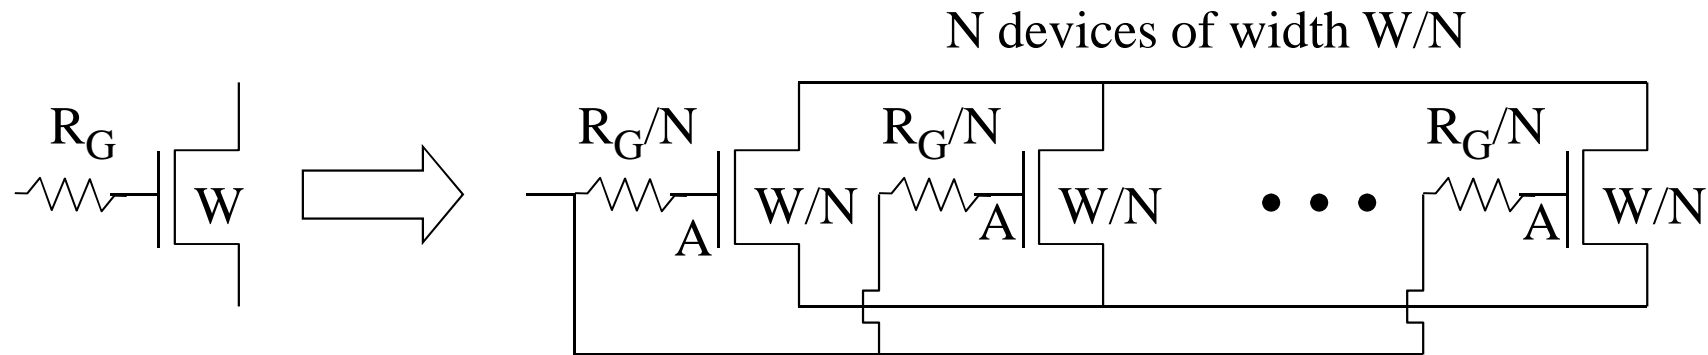 N devices of width W/N
R_G
R_G/N
R_G/N
R_G/N
W
W/N
W/N
W/N
A
A
A